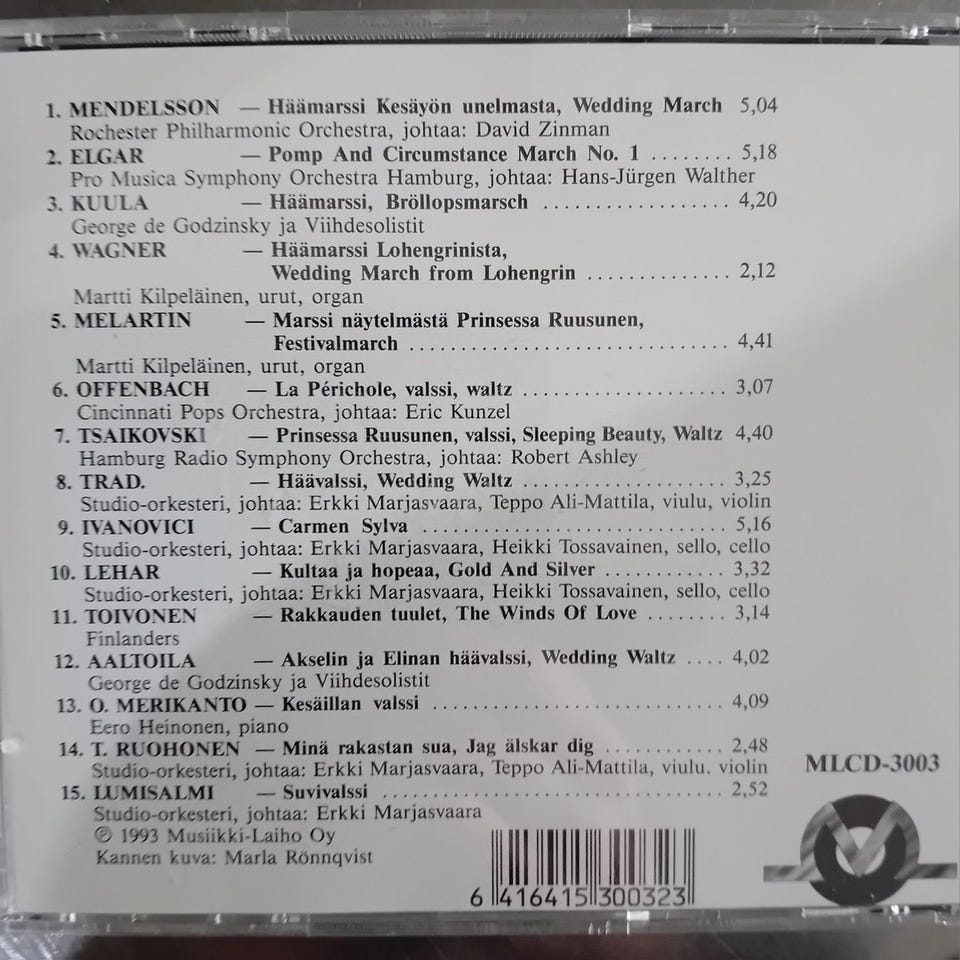 1. MENDELSSON — Häämarssi Kesäyön unelmasta, Wedding March 5,04
Rochester Philharmonic Orchestra, johtaa: David Zinman
2. ELGAR — Pomp And Circumstance March No. 1 ........ 5,18
Pro Musica Symphony Orchestra Hamburg, johtaa: Hans-Jürgen Walther
3. KUULA — Häämarssi, Bröllopsmarsch .................. 4,20
George de Godzinsky ja Viihdesolistit
4. WAGNER — Häämarssi Lohengrinista,
Wedding March from Lohengrin .............. 2,12
Martti Kilpeläinen, urut, organ
5. MELARTIN — Marssi näytelmästä Prinsessa Ruusunen,
Festivalmarch ............................... 4,41
Martti Kilpeläinen, urut, organ
6. OFFENBACH — La Périchole, valssi, waltz .................... 3,07
Cincinnati Pops Orchestra, johtaa: Eric Kunzel
7. TSAIKOVSKI — Prinsessa Ruusunen, valssi, Sleeping Beauty, Waltz 4,40
Hamburg Radio Symphony Orchestra, johtaa: Robert Ashley
8. TRAD. — Häävalssi, Wedding Waltz .................... 3,25
Studio-orkesteri, johtaa: Erkki Marjasvaara, Teppo Ali-Mattila, viulu, violin
9. IVANOVICI — Carmen Sylva .............................. 5,16
Studio-orkesteri, johtaa: Erkki Marjasvaara, Heikki Tossavainen, sello, cello
10. LEHAR — Kultaa ja hopeaa, Gold And Silver ............ 3,32
Studio-orkesteri, johtaa: Erkki Marjasvaara, Heikki Tossavainen, sello, cello
11. TOIVONEN — Rakkauden tuulet, The Winds Of Love ........ 3,14
Finlanders
12. AALTOILA — Akselin ja Elinan häävalssi, Wedding Waltz .... 4,02
George de Godzinsky ja Viihdesolistit
13. O. MERIKANTO — Kesäillan valssi ............................ 4,09
Eero Heinonen, piano
14. T. RUOHONEN — Minä rakastan sua, Jag älskar dig ............ 2,48
Studio-orkesteri, johtaa: Erkki Marjasvaara, Teppo Ali-Mattila, viulu. violin
15. LUMISALMI — Suvivalssi ................................. 2,52
Studio-orkesteri, johtaa: Erkki Marjasvaara
℗ 1993 Musiikki-Laiho Oy
Kannen kuva: Marla Rönnqvist
MLCD-3003
6 416415 300323